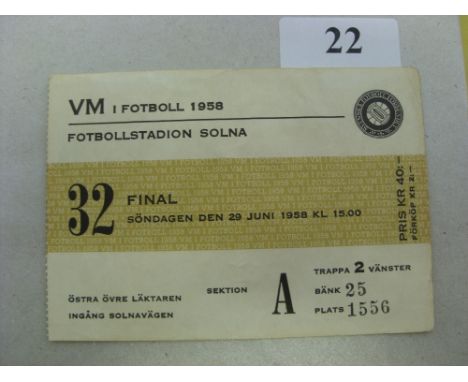 22
VM I FOTBOLL 1958
FOTBOLLSTADION SOLNA
32 FINAL
SÖNDAGEN DEN 29 JUNI 1958 KL 15.00
PRIS KR 40:-
FÖRKÖP KR 2:-
ÖSTRA ÖVRE LÄKTAREN
INGÅNG SOLNAVÄGEN
SEKTION A
TRAPPA 2 VÄNSTER
BÄNK 25
PLATS 1556